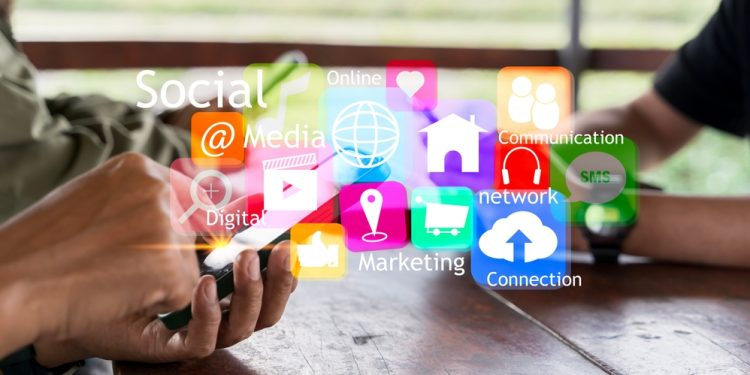 Social
Online
@ Media
Communication
Digital
network
SMS
Marketing
Connection